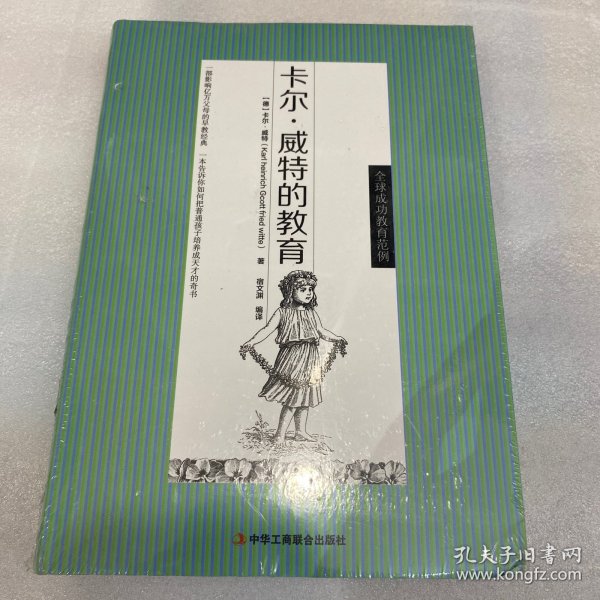 卡尔·威特的教育
全球成功教育范例
[德]卡尔·威特(Karl heinrich Gcott fried witte) 著
宿文渊 编译
一部影响亿万父母的早教经典
一本告诉你如何把普通孩子培养成天才的奇书
中华工商联合出版社
孔夫子旧书网
www.kongfz.com